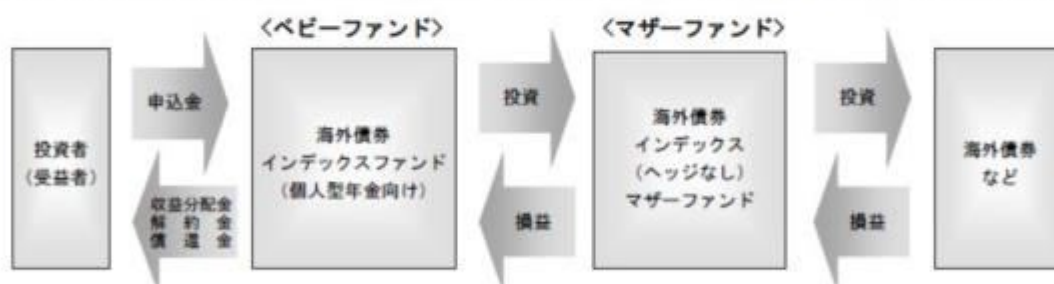 〈ベビーファンド〉
〈マザーファンド〉
投資者
(受益者)
申込金
収益分配金
解約金
償還金
海外債券
インデックスファンド
(個人型年金向け)
投資
損益
海外債券
インデックス
(ヘッジなし)
マザーファンド
投資
損益
海外債券
など